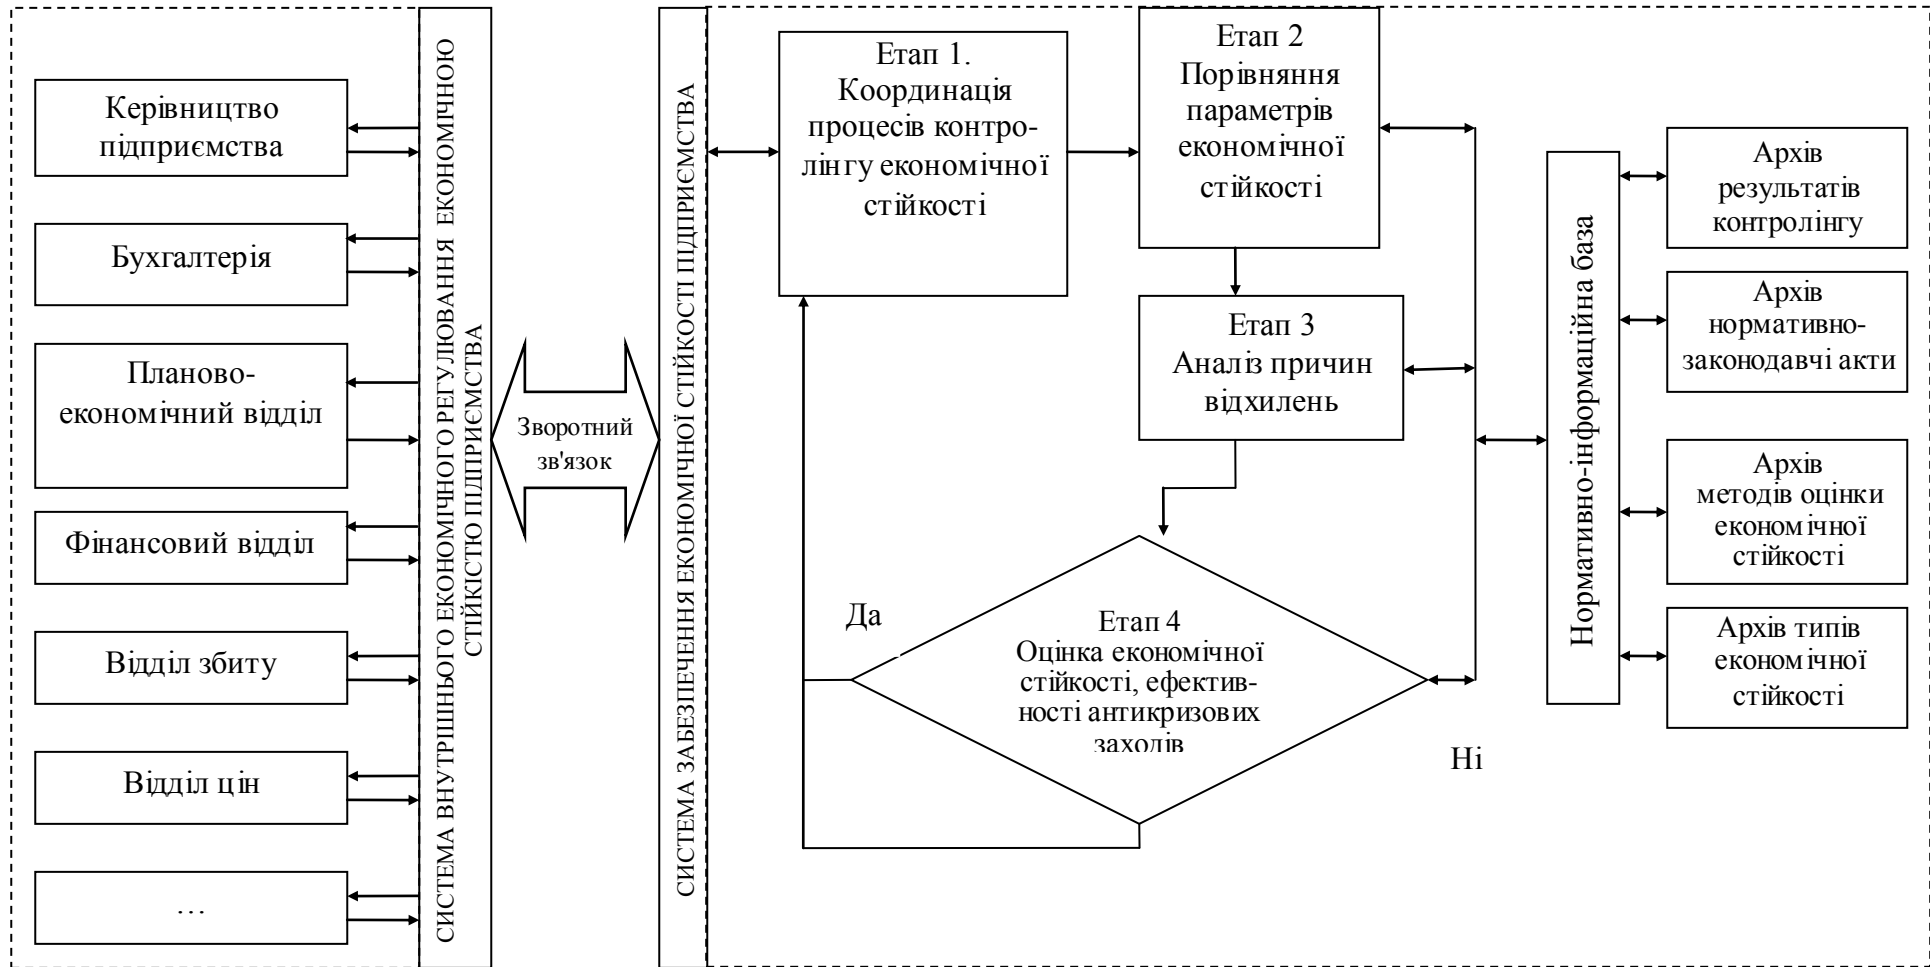 Керівництво
підприємства
Бухгалтерія
Планово-
економічний відділ
Фінансовий відділ
Відділ збиту
Відділ цін
…
СИСТЕМА ВНУТРІШНЬОГО ЕКОНОМІЧНОГО РЕГУЛЮВАННЯ ЕКОНОМІЧНОЮ
СТІЙКІСТЮ ПІДПРИЄМСТВА
Зворотний
зв'язок
СИСТЕМА ЗАБЕЗПЕЧЕННЯ ЕКОНОМІЧНОЇ СТІЙКОСТІ ПІДПРИЄМСТВА
Етап 1.
Координація
процесів контро-
лінгу економічної
стійкості
Етап 2
Порівняння
параметрів
економічної
стійкості
Етап 3
Аналіз причин
відхилень
Да
Етап 4
Оцінка економічної
стійкості, ефектив-
ності антикризових
заходів
Ні
Нормативно-інформаційна база
Архів
результатів
контролінгу
Архів
нормативно-
законодавчі акти
Архів
методів оцінки
економічної
стійкості
Архів типів
економічної
стійкості